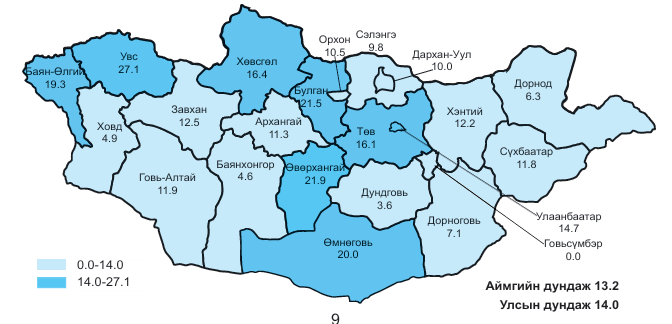 Орхон
10.5
Сэлэнгэ
9.8
Дархан-Уул
10.0
Увс
27.1
Хөвсгөл
16.4
Баян-Өлгий
19.3
Булган
21.5
Дорнод
6.3
Завхан
12.5
Архангай
11.3
Төв
16.1
Хэнтий
12.2
Ховд
4.9
Сүхбаатар
11.8
Говь-Алтай
11.9
Баянхонгор
4.6
Өвөрхангай
21.9
Дундговь
3.6
Дорноговь
7.1
Улаанбаатар
14.7
Говьсүмбэр
0.0
Өмнөговь
20.0
0.0-14.0
14.0-27.1
Аймгийн дундаж 13.2
Улсын дундаж 14.0
9